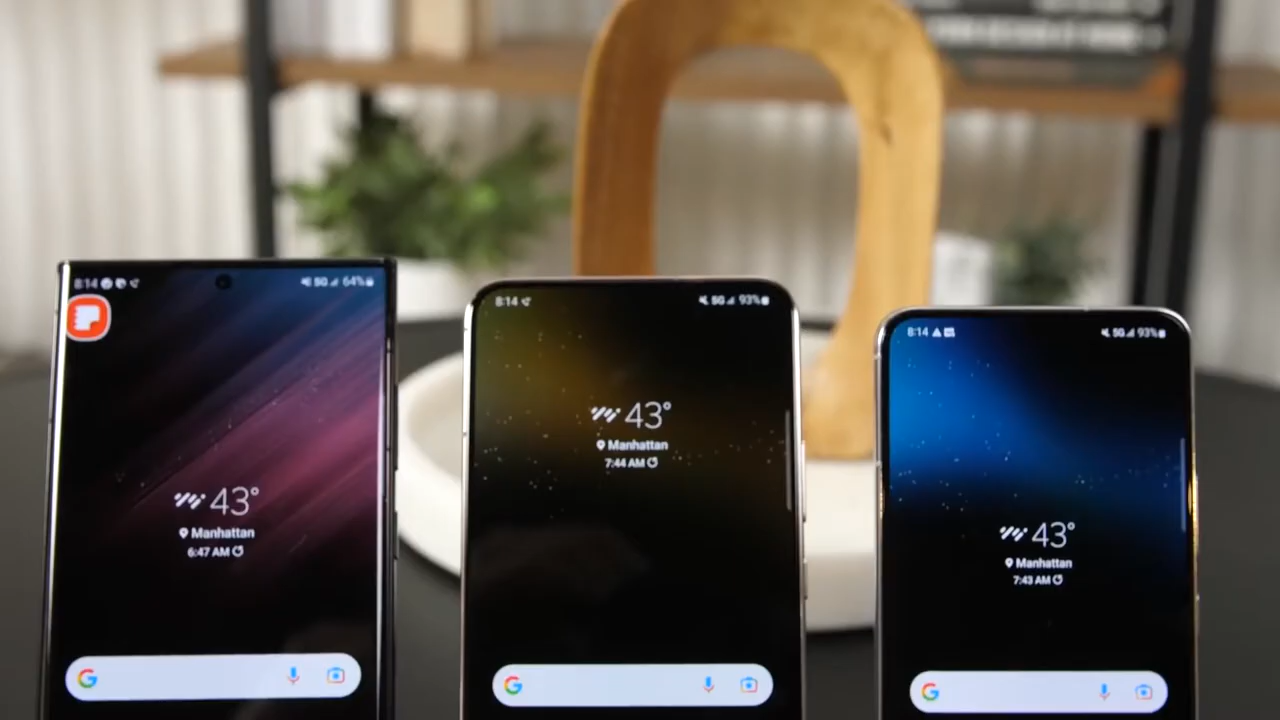 8:14
5G 64%
43°
Manhattan
6:47 AM
G
8:14
5G 93%
43°
Manhattan
7:44 AM
G
8:14
5G 93%
43°
Manhattan
7:43 AM
G